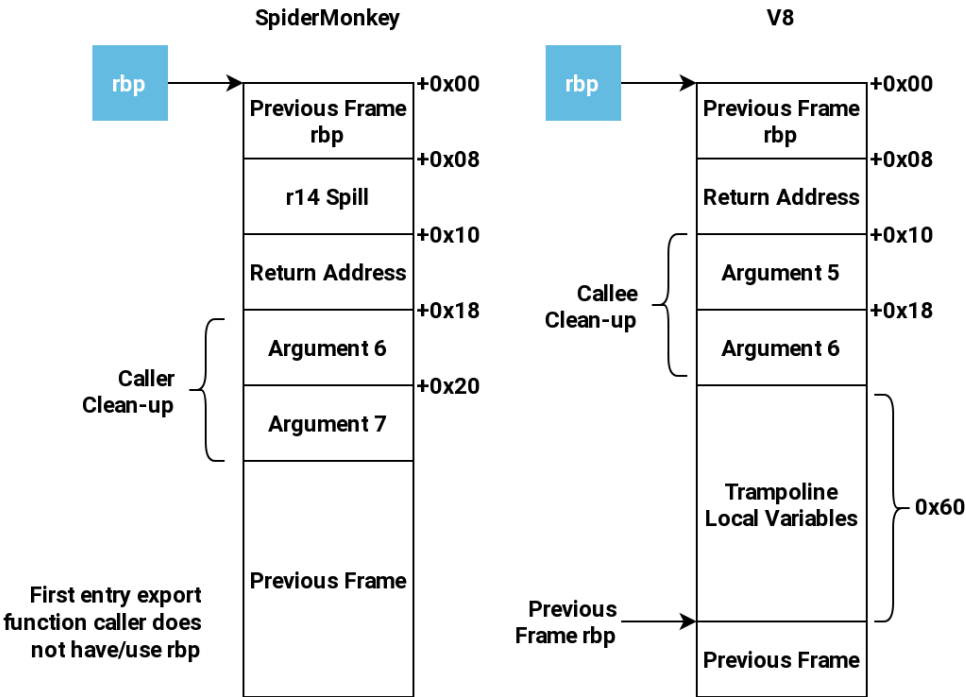 SpiderMonkey
rbp
+0x00
Previous Frame
rbp
+0x08
r14 Spill
+0x10
Return Address
+0x18
Argument 6
Caller
Clean-up
+0x20
Argument 7
Previous Frame
First entry export
function caller does
not have/use rbp
V8
rbp
+0x00
Previous Frame
rbp
+0x08
Return Address
+0x10
Argument 5
Callee
Clean-up
+0x18
Argument 6
Trampoline
Local Variables
0x60
Previous
Frame rbp
Previous Frame